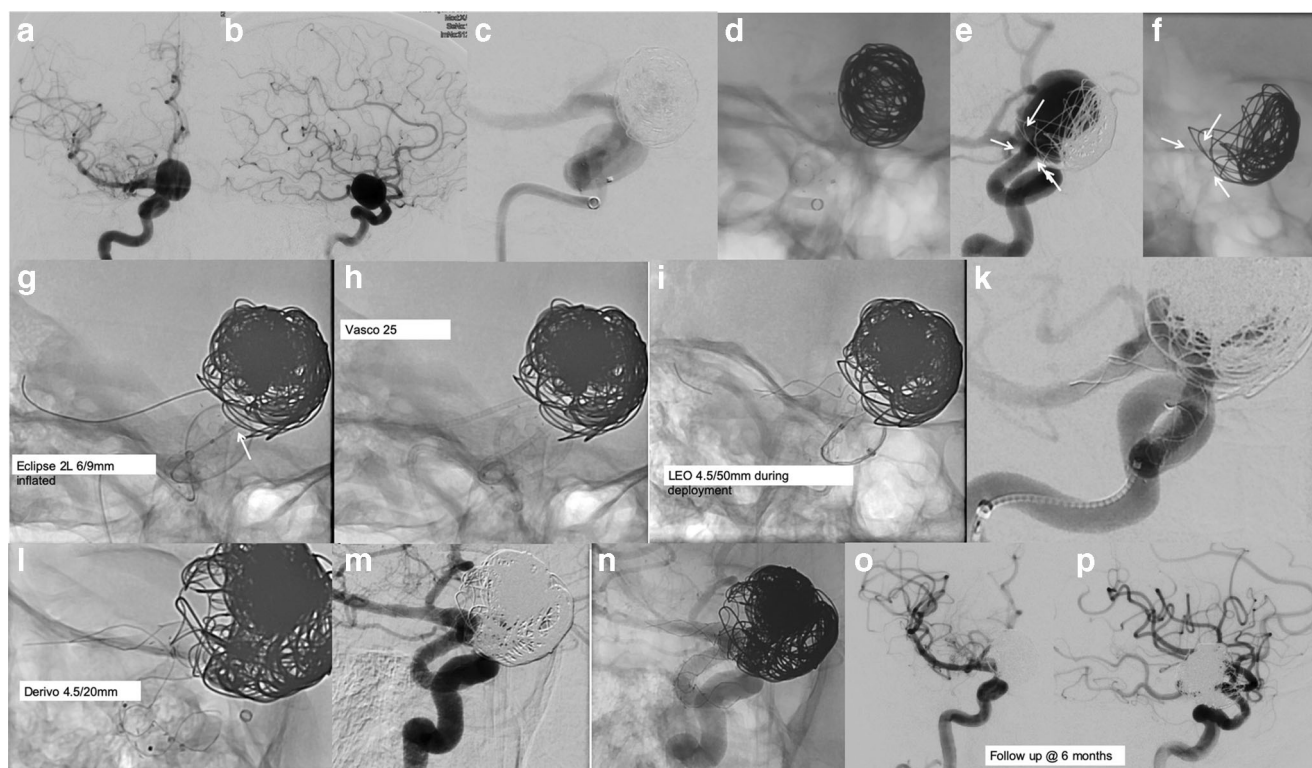 a
b
c
d
e
f
g
h
Vasco 25
i
k
Eclipse 2L 6/9mm
inflated
LEO 4.5/50mm during
deployment
l
m
n
o
p
Derivo 4.5/20mm
Follow up @ 6 months